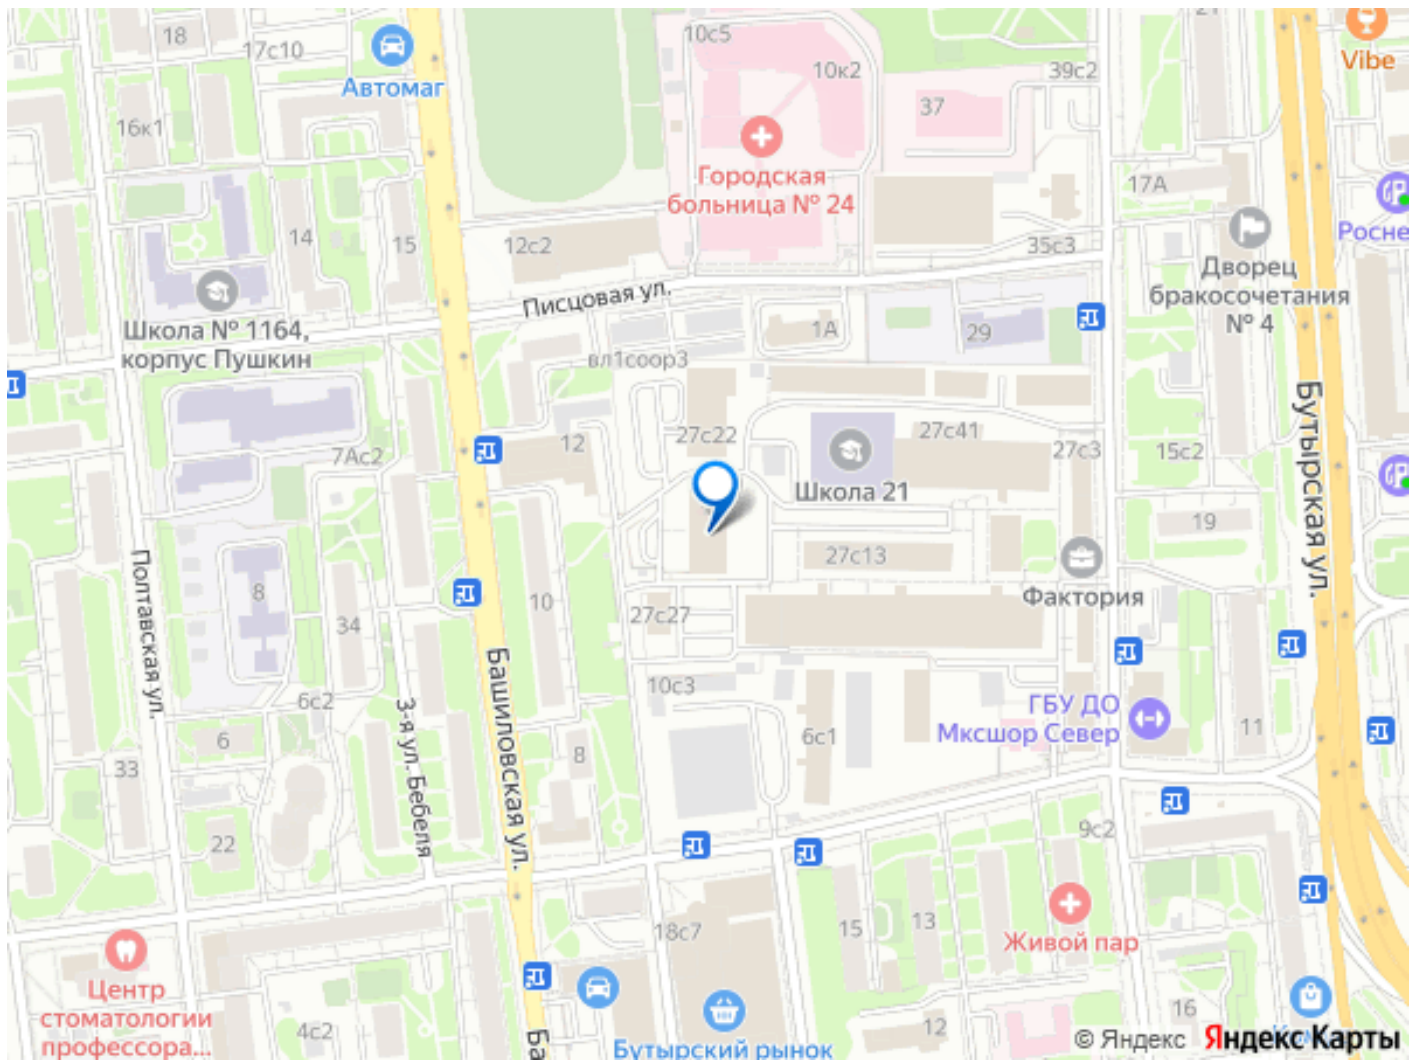 18
17с10
10с5
10к2
39с2
Vibe
Автомаг
16к1
37
Городская
больница № 24
17А
Росне
14
15
12с2
35с3
Дворец
бракосочетания
№ 4
Писцовая ул.
Школа № 1164,
корпус Пушкин
1А
29
вл1соор3
Бутырская ул.
7Ас2
12
27с22
27с41
27с3
15с2
Школа 21
19
27с13
Полтавская ул.
8
34
10
27с27
Фактория
Башиловская ул.
6с2
3-я ул. Бебеля
10с3
6с1
ГБУ ДО
Мксшор Север
11
6
33
8
22
9с2
15
13
18с7
Живой пар
Центр
стоматологии
профессора...
4с2
Ба
Бутырский рынок
12
16
© Яндекс Яндекс Карты